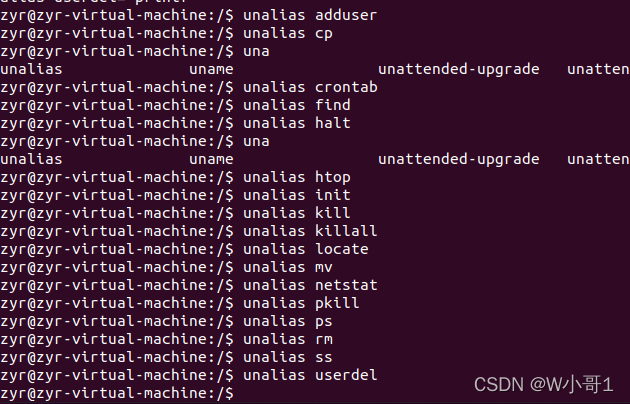 zyr@zyr-virtual-machine:/$ unalias adduser
zyr@zyr-virtual-machine:/$ unalias cp
zyr@zyr-virtual-machine:/$ una
unalias uname unattended-upgrade unatten
zyr@zyr-virtual-machine:/$ unalias crontab
zyr@zyr-virtual-machine:/$ unalias find
zyr@zyr-virtual-machine:/$ unalias halt
zyr@zyr-virtual-machine:/$ una
unalias uname unattended-upgrade unatten
zyr@zyr-virtual-machine:/$ unalias htop
zyr@zyr-virtual-machine:/$ unalias init
zyr@zyr-virtual-machine:/$ unalias kill
zyr@zyr-virtual-machine:/$ unalias killall
zyr@zyr-virtual-machine:/$ unalias locate
zyr@zyr-virtual-machine:/$ unalias mv
zyr@zyr-virtual-machine:/$ unalias netstat
zyr@zyr-virtual-machine:/$ unalias pkill
zyr@zyr-virtual-machine:/$ unalias ps
zyr@zyr-virtual-machine:/$ unalias rm
zyr@zyr-virtual-machine:/$ unalias ss
zyr@zyr-virtual-machine:/$ unalias userdel
zyr@zyr-virtual-machine:/$
CSDN @W小哥1